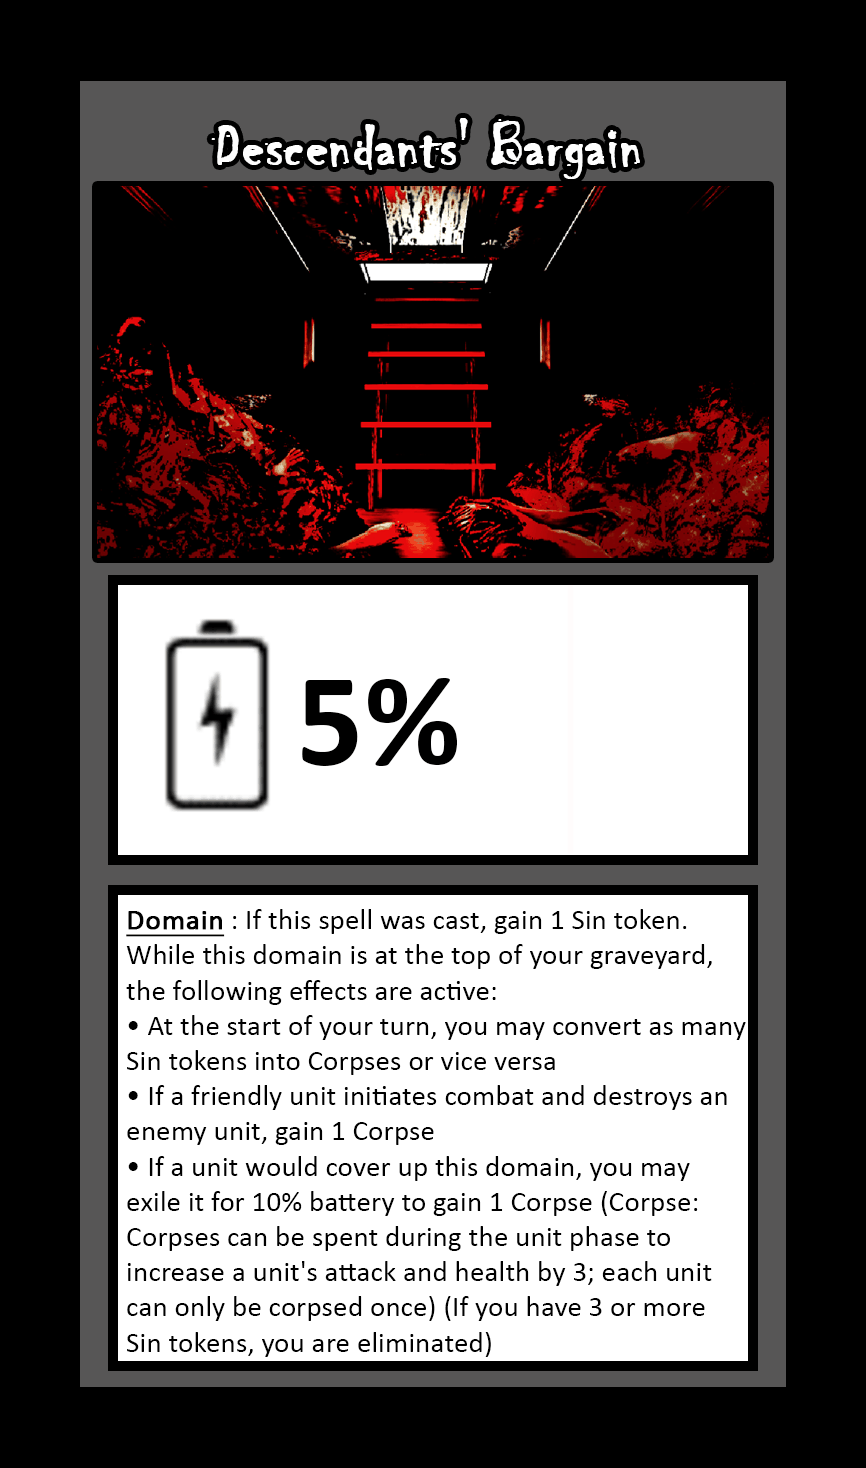 Descendants' Bargain
5%
Domain : If this spell was cast, gain 1 Sin token.
While this domain is at the top of your graveyard,
the following effects are active:
• At the start of your turn, you may convert as many
Sin tokens into Corpses or vice versa
• If a friendly unit initiates combat and destroys an
enemy unit, gain 1 Corpse
• If a unit would cover up this domain, you may
exile it for 10% battery to gain 1 Corpse (Corpse:
Corpses can be spent during the unit phase to
increase a unit's attack and health by 3; each unit
can only be corpsed once) (If you have 3 or more
Sin tokens, you are eliminated)